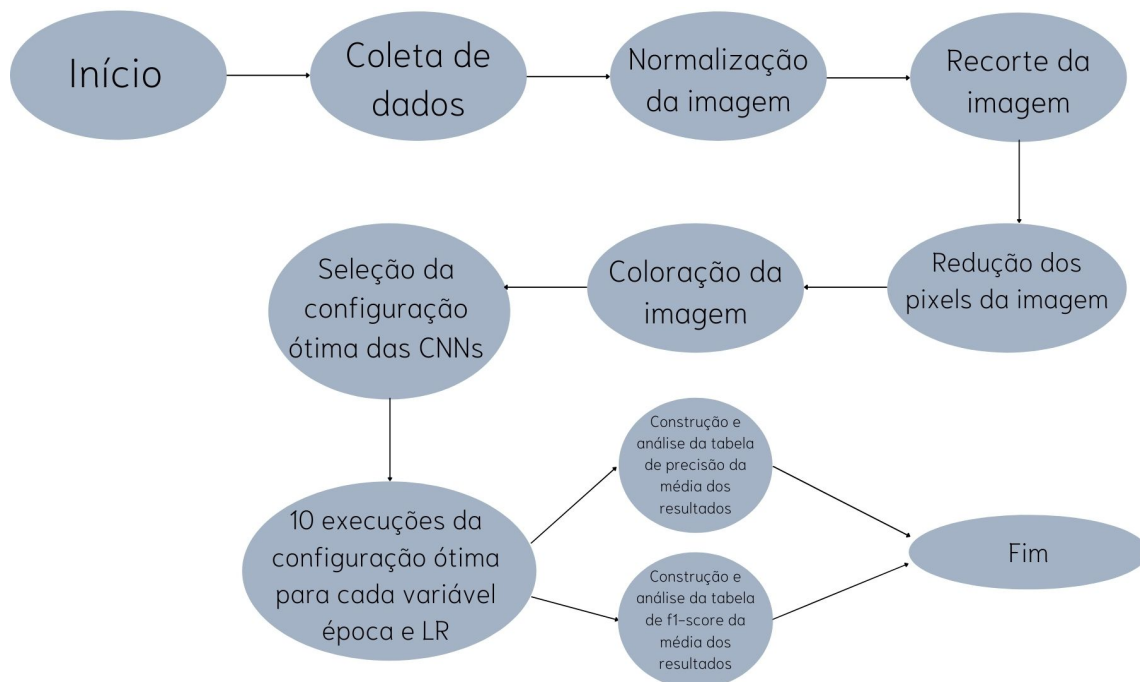 Início
Coleta de
dados
Normalização
da imagem
Recorte da
imagem
Redução dos
pixels da imagem
Coloração da
imagem
Seleção da
configuração
ótima das CNNs
10 execuções da
configuração ótima
para cada variável
época e LR
Construção e
análise da tabela
de precisão da
média dos
resultados
Construção e
análise da tabela
de f1-score da
média dos
resultados
Fim